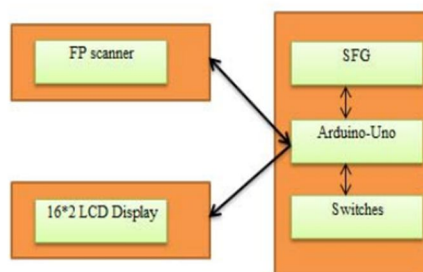 FP scanner
16*2 LCD Display
SFG
Arduino-Uno
Switches